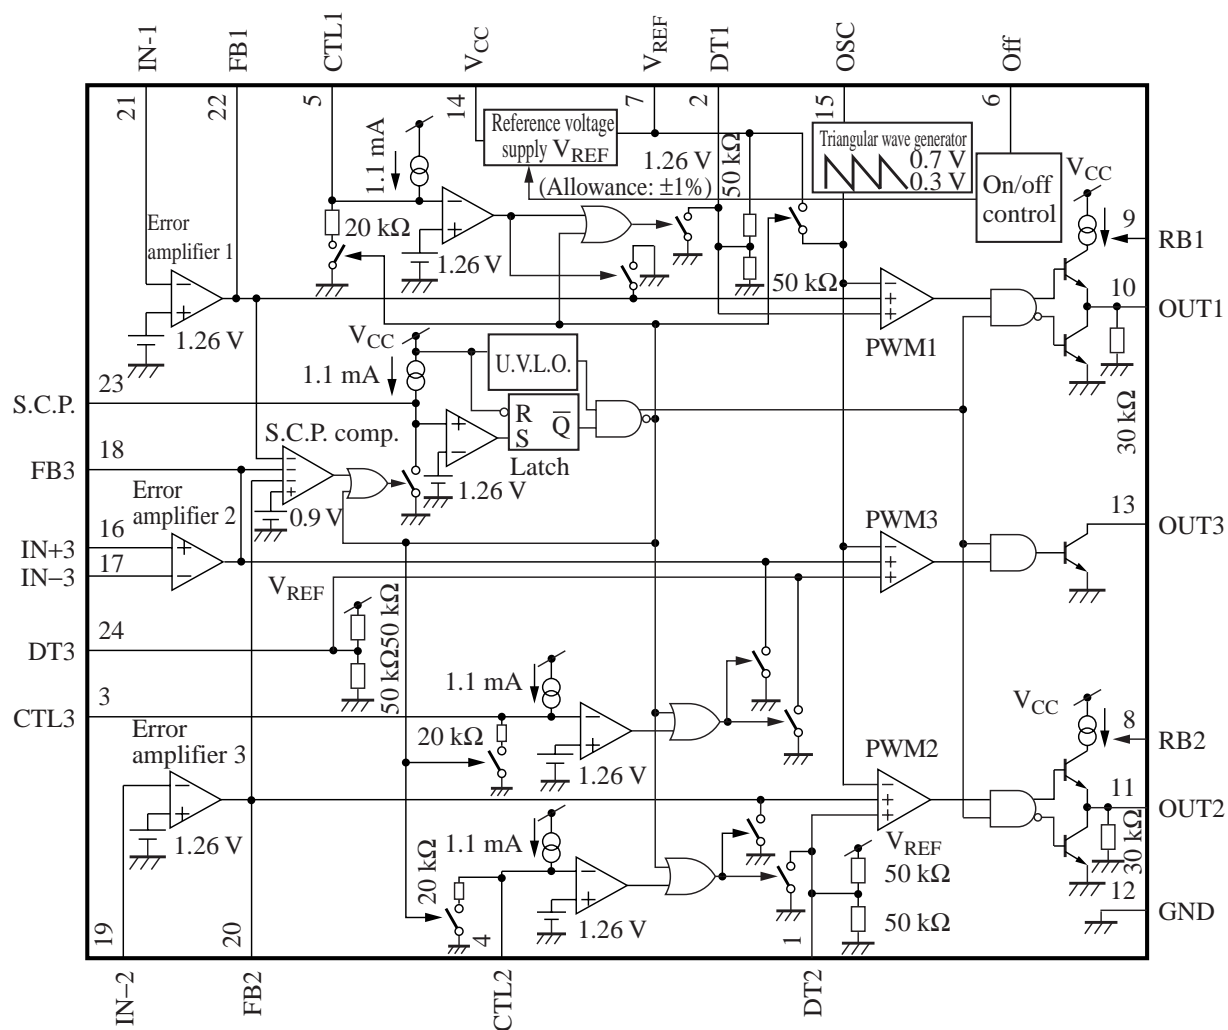 IN-1
FB1
CTL1
VCC
VREF
DT1
OSC
Off
21
22
5
14
7
2
15
6
Reference voltage
supply VREF
1.26 V
(Allowance: ±1%)
Triangular wave generator
0.7 V
0.3 V
On/off
control
VCC
9
RB1
1.1 mA
20 kΩ
1.26 V
50 kΩ
50 kΩ
Error
amplifier 1
1.26 V
PWM1
10
OUT1
30 kΩ
VCC
1.1 mA
U.V.L.O.
R
S
Q
Latch
1.26 V
23
S.C.P.
S.C.P. comp.
0.9 V
18
FB3
Error
amplifier 2
16
IN+3
17
IN−3
PWM3
13
OUT3
VREF
50 kΩ
50 kΩ
24
DT3
3
CTL3
1.1 mA
20 kΩ
1.26 V
Error
amplifier 3
1.26 V
PWM2
VCC
8
RB2
11
OUT2
30 kΩ
1.1 mA
20 kΩ
1.26 V
VREF
50 kΩ
50 kΩ
12
GND
19
20
4
1
IN−2
FB2
CTL2
DT2